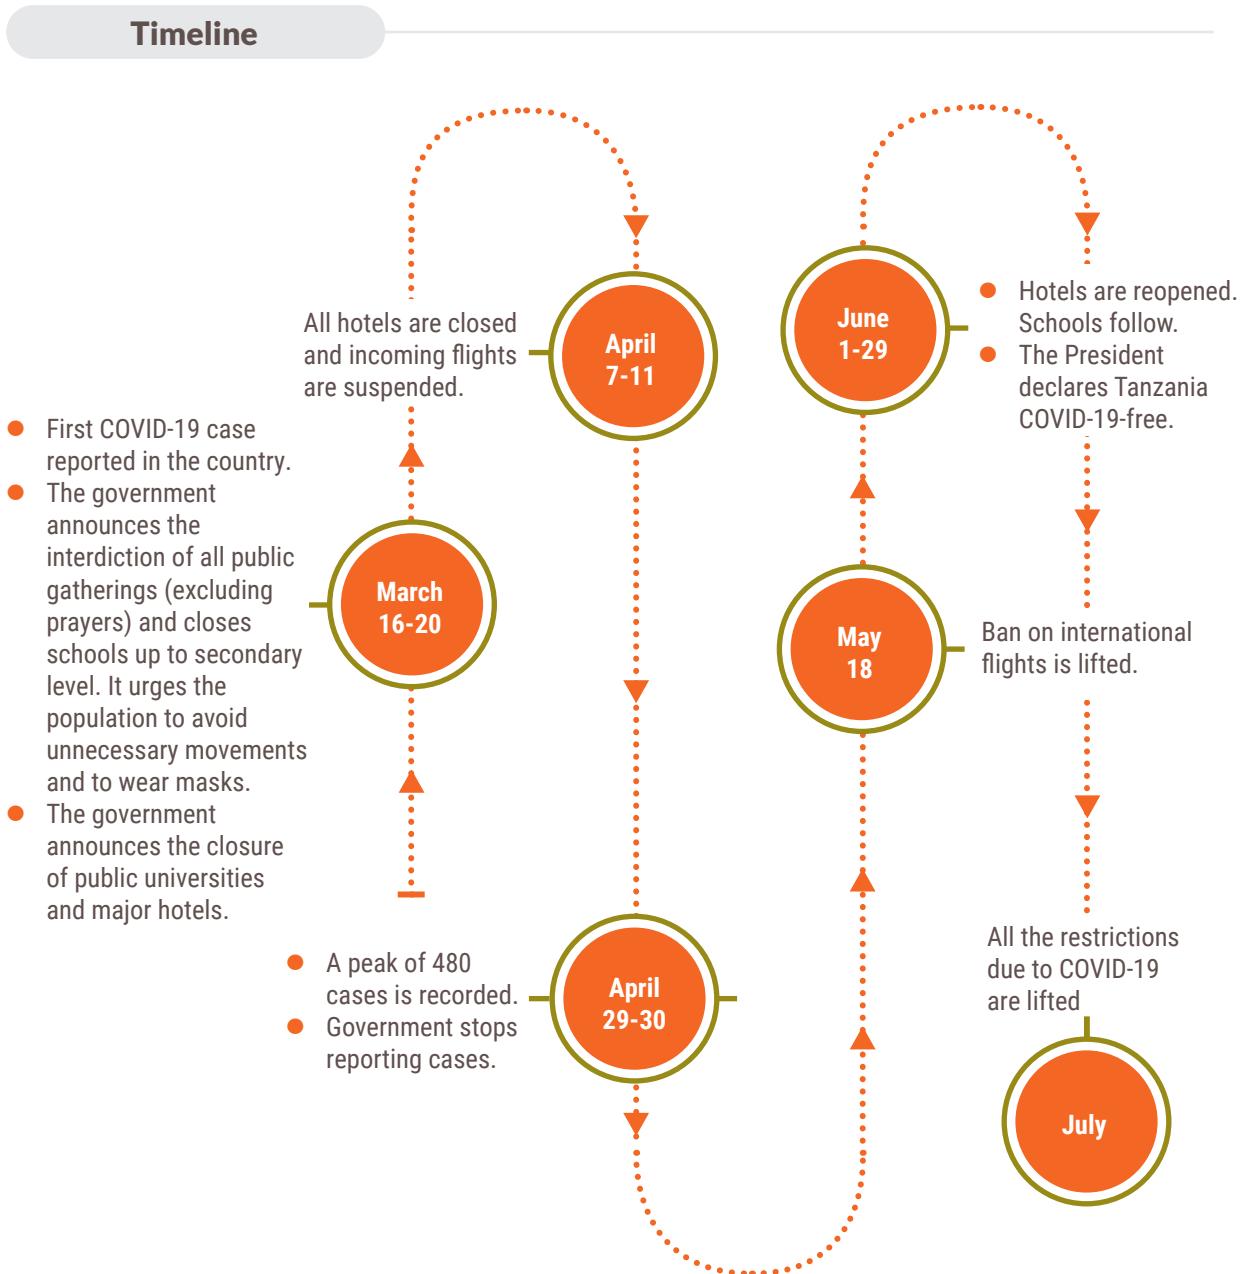 Timeline
First COVID-19 case
reported in the country.
The government
announces the
interdiction of all public
gatherings (excluding
prayers) and closes
schools up to secondary
level. It urges the
population to avoid
unnecessary movements
and to wear masks.
The government
announces the closure
of public universities
and major hotels.
March
16-20
All hotels are closed
and incoming flights
are suspended.
April
7-11
A peak of 480
cases is recorded.
Government stops
reporting cases.
April
29-30
May
18
Ban on international
flights is lifted.
June
1-29
Hotels are reopened.
Schools follow.
The President
declares Tanzania
COVID-19-free.
All the restrictions
due to COVID-19
are lifted
July